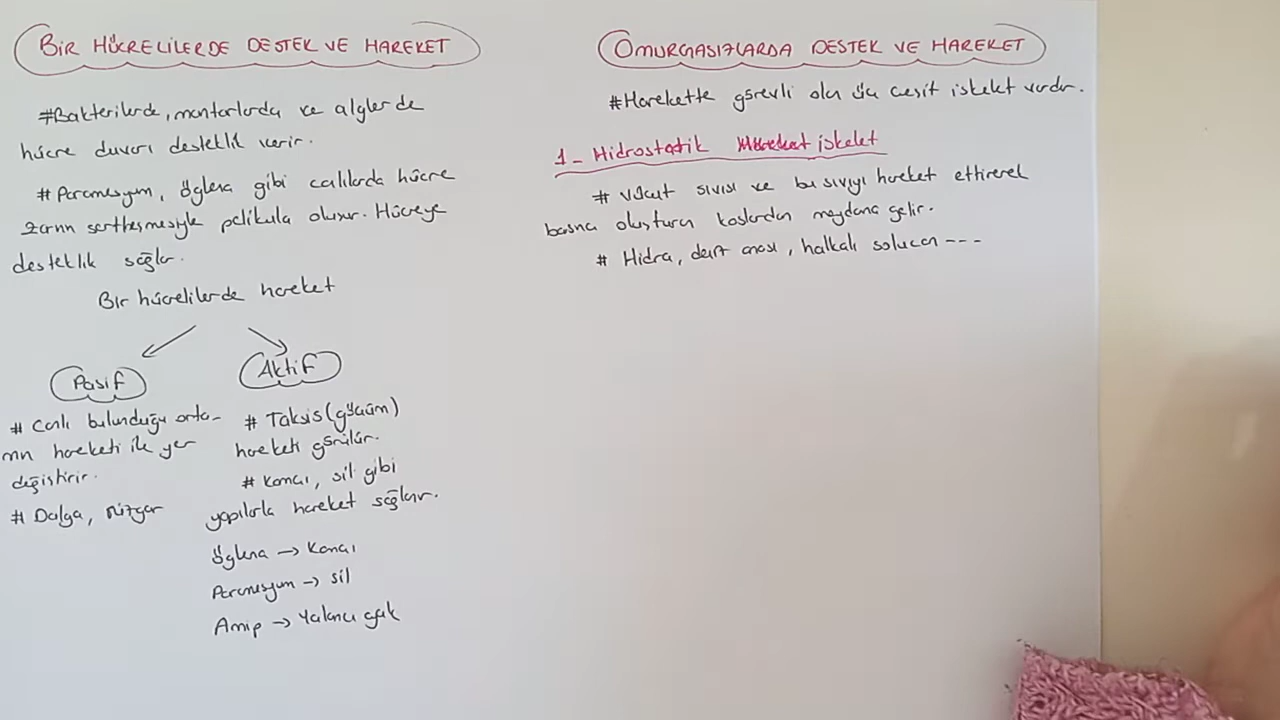 BİR HÜCRELİLERDE DESTEK VE HAREKET
#Bakterilerde, mantarlarda ve alglerde
hücre duvarı desteklik verir.
# Paramesyum, öglena gibi canlılarda hücre
zarının sertleşmesiyle pelikula oluşur. Hücreye
desteklik sağlar.
Bir hücrelilerde hareket
Pasif
# Canlı bulunduğu orta-
mın hareketi ile yer
değiştirir.
# Dalga, rüzgar
Aktif
# Taksis (göçüm)
hareketi görülür.
# Kamçı, sil gibi
yapılarla hareket sağlanır.
Öglena → Kamçı
Paramesyum → sil
Amip → Yalancı ayak
OMURGASIZLARDA DESTEK VE HAREKET
#Harekette görevli olan üç çeşit iskelet vardır.
1- Hidrostatik iskelet
# Vücut sıvısı ve bu sıvıyı hareket ettirerek
basınç oluşturan kaslardan meydana gelir.
# Hidra, deniz anası, halkalı solucan ---